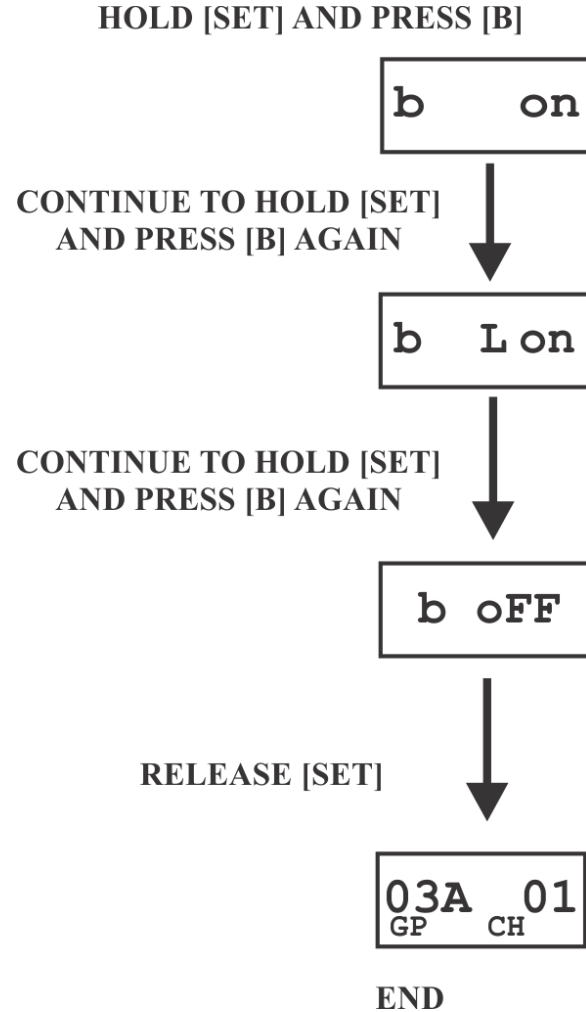 HOLD [SET] AND PRESS [B]
b on
CONTINUE TO HOLD [SET]
AND PRESS [B] AGAIN
b L on
CONTINUE TO HOLD [SET]
AND PRESS [B] AGAIN
b oFF
RELEASE [SET]
03A 01
GP CH
END